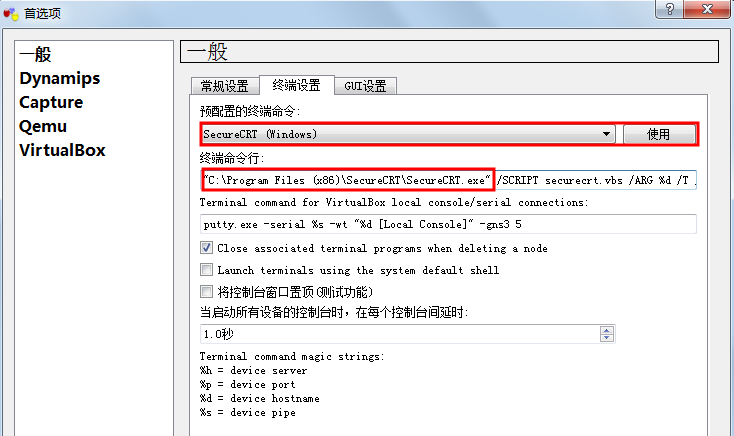 首选项
一般
Dynamips
Capture
Qemu
VirtualBox
一般
常规设置 终端设置 GUI设置
预配置的终端命令:
SecureCRT (Windows) 使用
终端命令行:
"C:\Program Files (x86)\SecureCRT\SecureCRT.exe" /SCRIPT securecrt.vbs /ARG %d /T
Terminal command for VirtualBox local console/serial connections:
putty.exe -serial %s -wt "%d [Local Console]" -gns3 5
Close associated terminal programs when deleting a node
Launch terminals using the system default shell
将控制台窗口置顶(测试功能)
当启动所有设备的控制台时，在每个控制台间延时:
1.0秒
Terminal command magic strings:
%h = device server
%p = device port
%d = device hostname
%s = device pipe